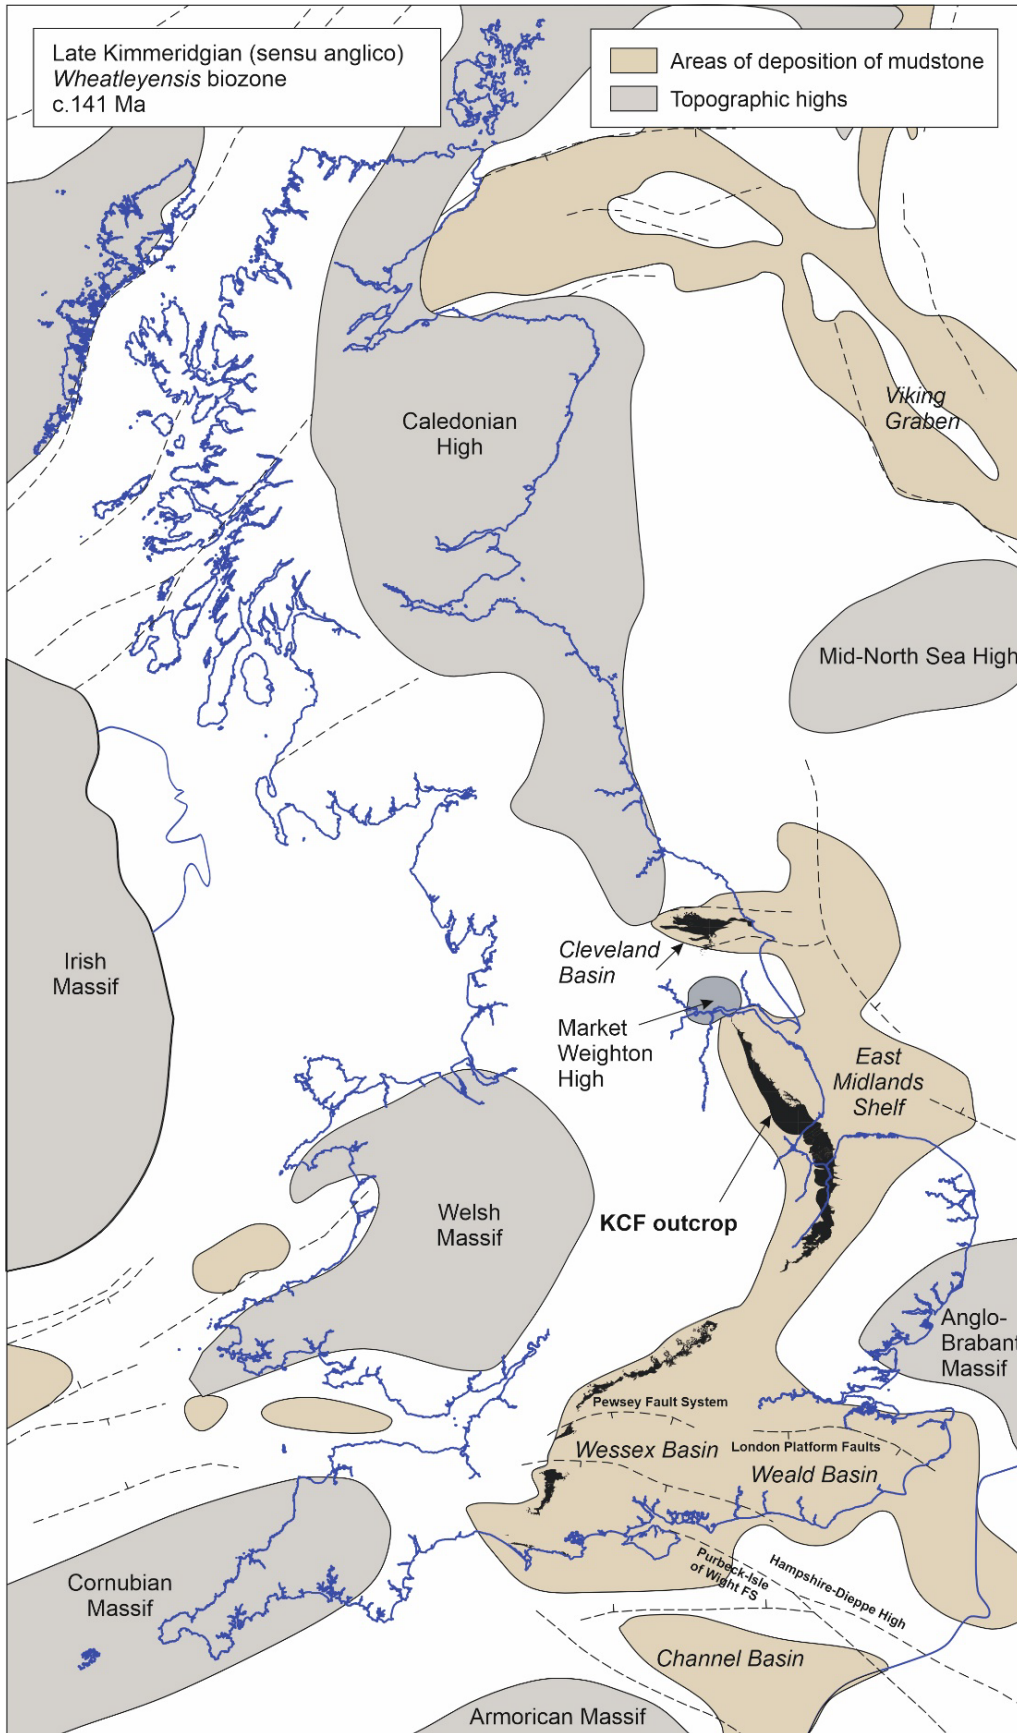 Late Kimmeridgian (sensu anglico)
Wheatleyensis biozone
c.141 Ma
Areas of deposition of mudstone
Topographic highs
Viking
Graben
Caledonian
High
Mid-North Sea High
Irish
Massif
Cleveland
Basin
Market
Weighton
High
East
Midlands
Shelf
KCF outcrop
Welsh
Massif
Anglo-
Brabant
Massif
Pewsey Fault System
Wessex Basin
London Platform Faults
Weald Basin
Cornubian
Massif
Purbeck-Isle
of Wight FS
Hampshire-Dieppe High
Channel Basin
Armorican Massif